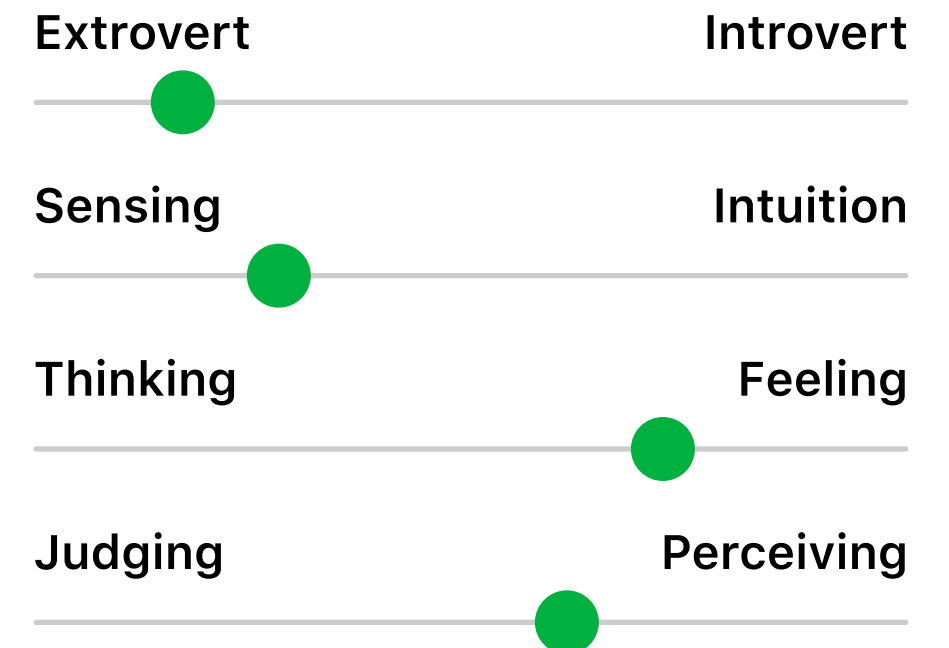 Extrovert Introvert
Sensing Intuition
Thinking Feeling
Judging Perceiving